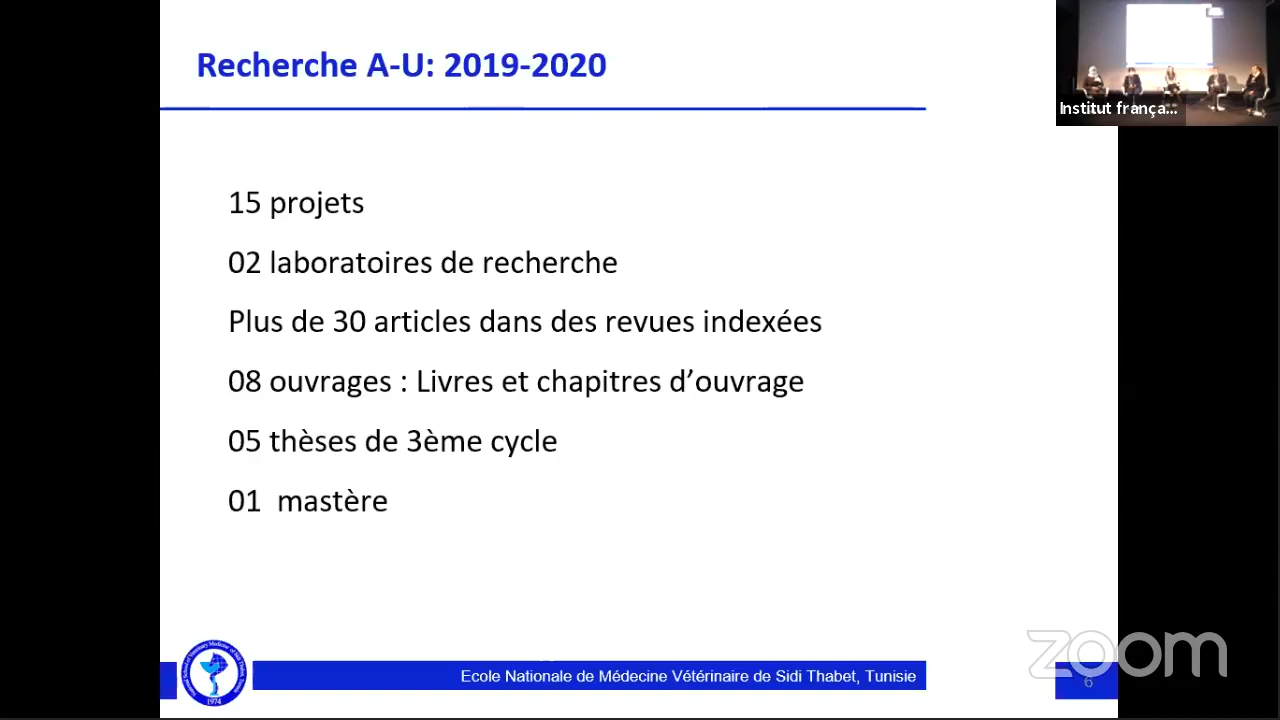 Recherche A-U: 2019-2020
Institut frança...
15 projets
02 laboratoires de recherche
Plus de 30 articles dans des revues indexées
08 ouvrages : Livres et chapitres d’ouvrage
05 thèses de 3ème cycle
01 mastère
Ecole Nationale de Médecine Vétérinaire de Sidi Thabet, Tunisie
1974
zoom
6